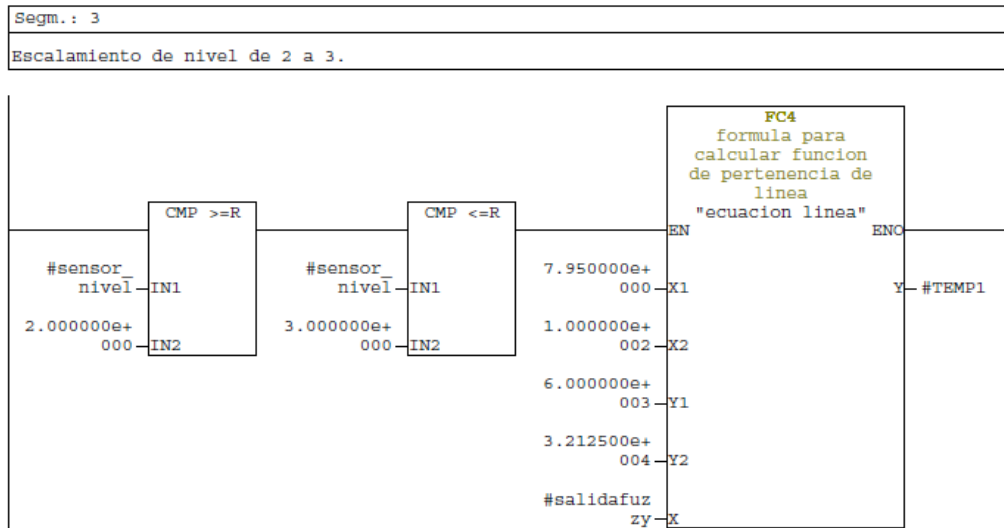 Segm.: 3
Escalamiento de nivel de 2 a 3.
FC4
formula para
calcular funcion
de pertenencia de
linea
"ecuacion linea"
CMP >=R
CMP <=R
EN
ENO
#sensor_
nivel
IN1
#sensor_
nivel
IN1
7.950000e+
000
X1
Y
#TEMP1
2.000000e+
000
IN2
3.000000e+
000
IN2
1.000000e+
002
X2
6.000000e+
003
Y1
3.212500e+
004
Y2
#salidafuz
zy
X